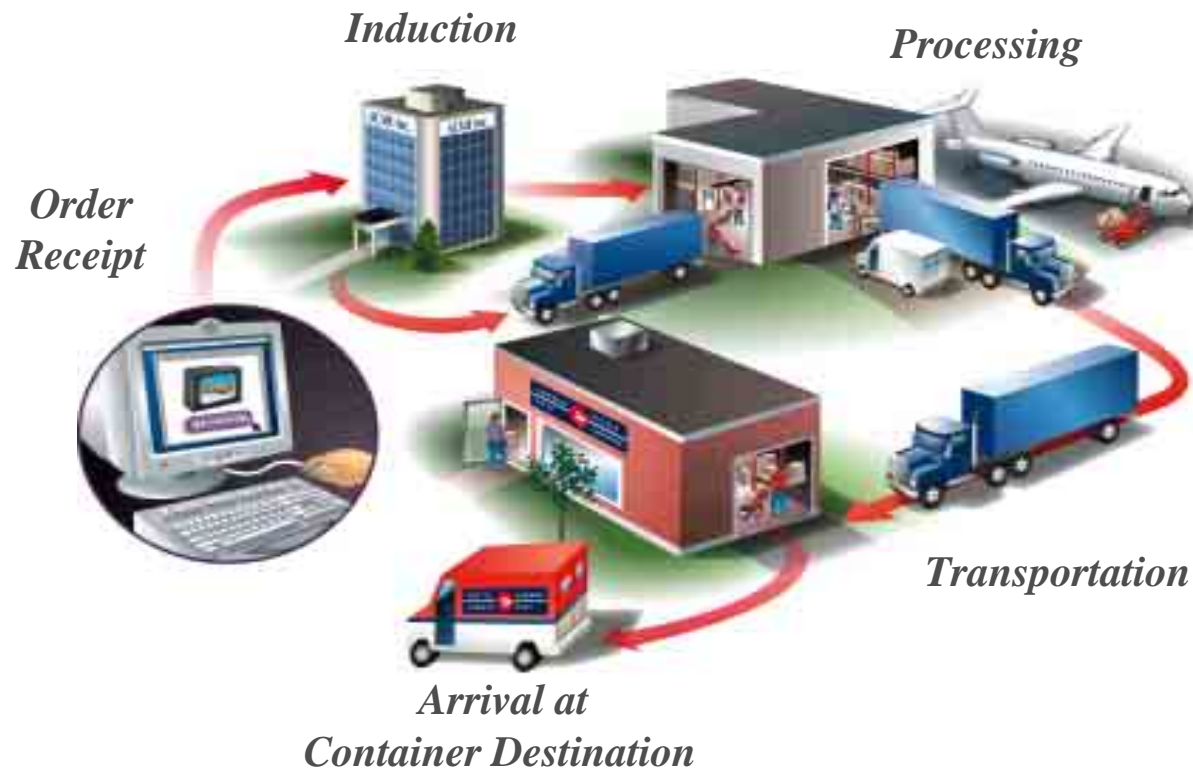 Induction
Processing
Order
Receipt
Transportation
Arrival at
Container Destination